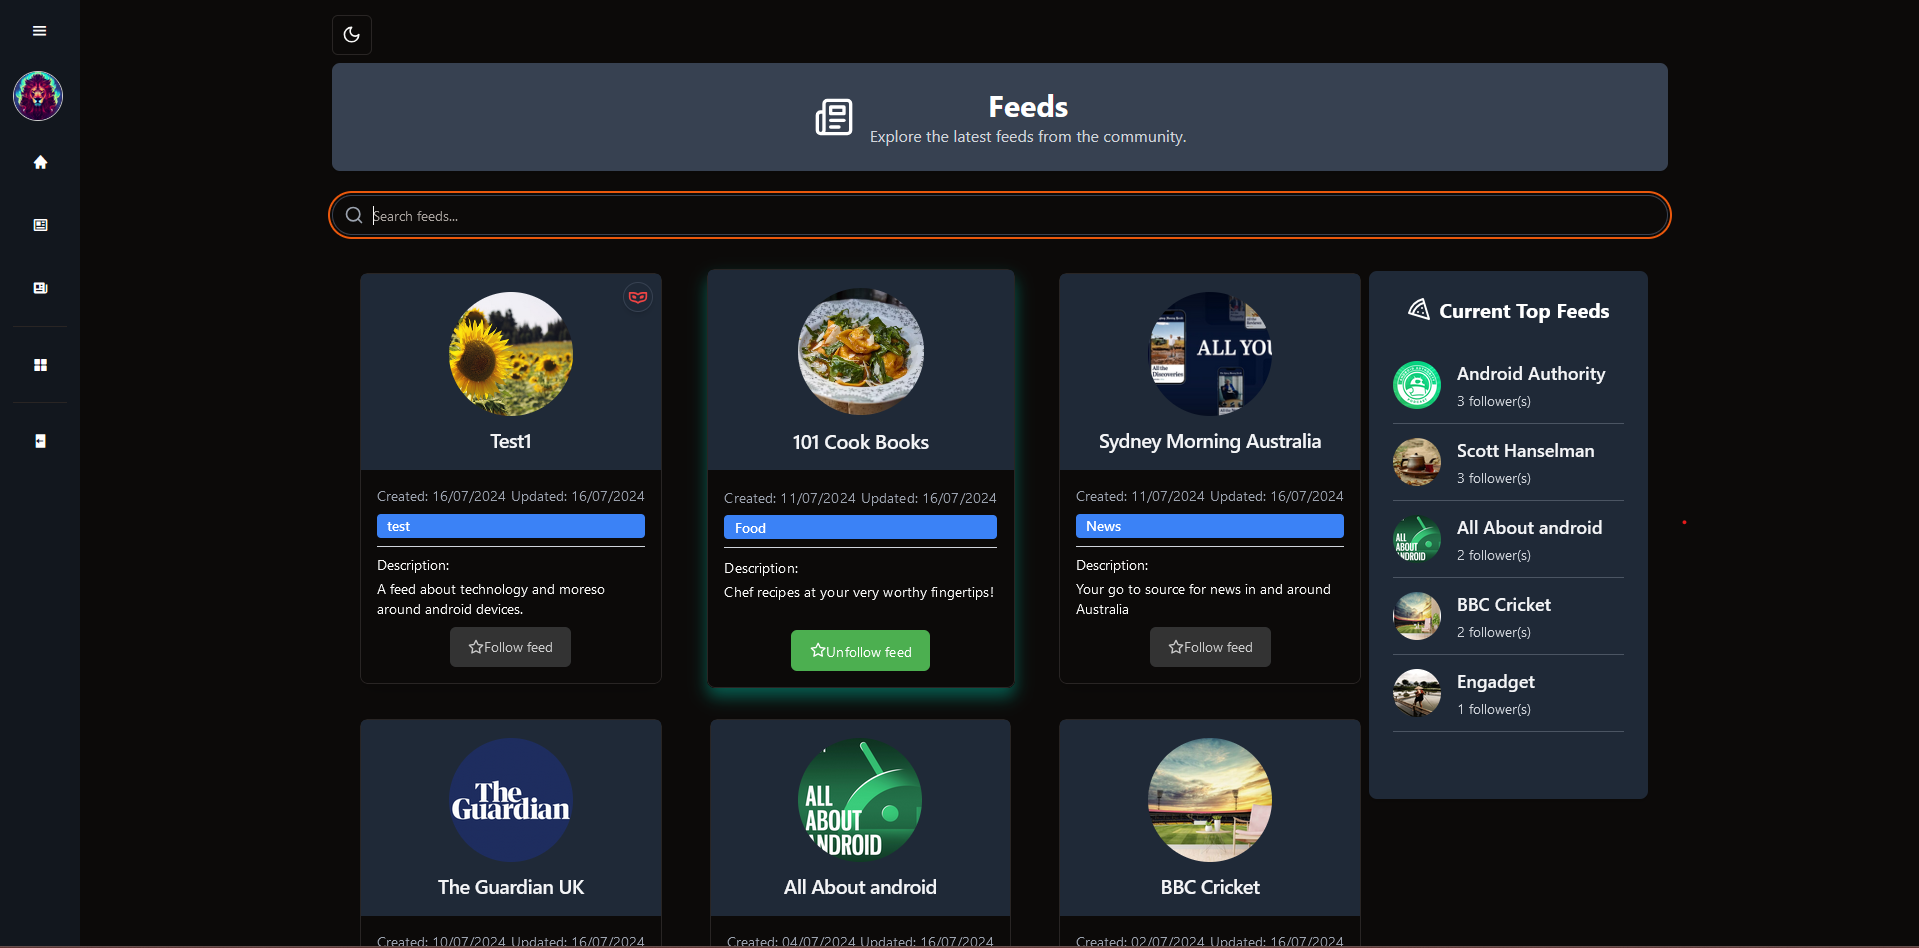 Feeds
Explore the latest feeds from the community.
Search feeds...
Test1
Created: 16/07/2024 Updated: 16/07/2024
test
Description:
A feed about technology and moreso
around android devices.
Follow feed
101 Cook Books
Created: 11/07/2024 Updated: 16/07/2024
Food
Description:
Chef recipes at your very worthy fingertips!
Unfollow feed
ALL YOU
All the
Discoveries
Sydney Morning Australia
Created: 11/07/2024 Updated: 16/07/2024
News
Description:
Your go to source for news in and around
Australia
Follow feed
Current Top Feeds
Android Authority
3 follower(s)
Scott Hanselman
3 follower(s)
ALL
ABOUT
ANDROID
All About android
2 follower(s)
BBC Cricket
2 follower(s)
Engadget
1 follower(s)
The
Guardian
The Guardian UK
Created: 10/07/2024 Updated: 16/07/2024
ALL
ABOUT
ANDROID
All About android
Created: 04/07/2024 Updated: 16/07/2024
BBC Cricket
Created: 02/07/2024 Updated: 16/07/2024